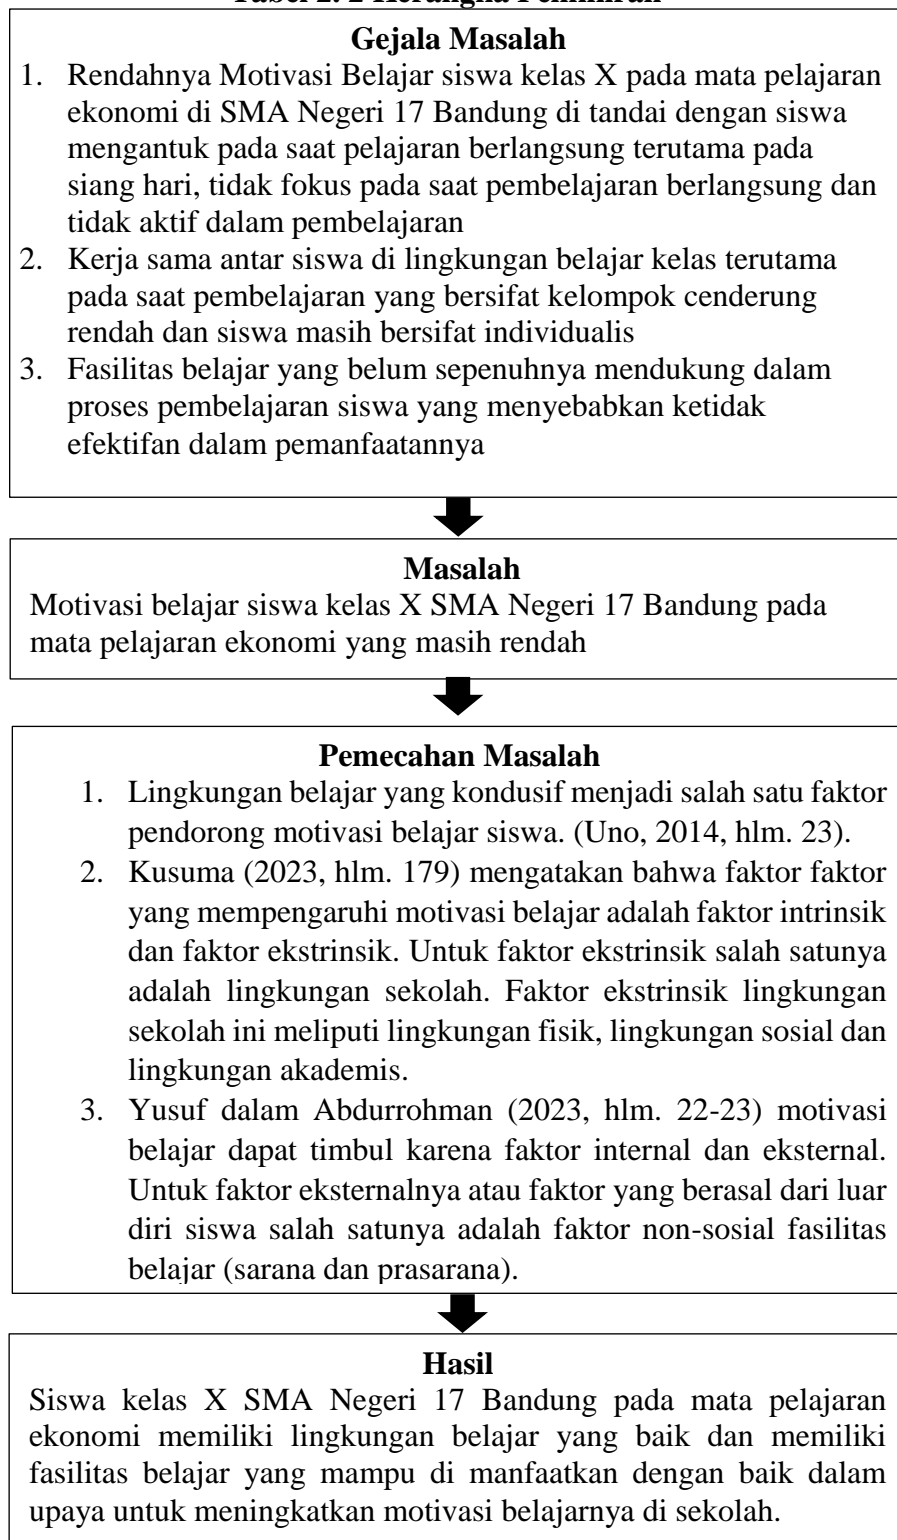 Tabel 2. 2 Kerangka Pemikiran
Gejala Masalah
1. Rendahnya Motivasi Belajar siswa kelas X pada mata pelajaran
ekonomi di SMA Negeri 17 Bandung di tandai dengan siswa
mengantuk pada saat pelajaran berlangsung terutama pada
siang hari, tidak fokus pada saat pembelajaran berlangsung dan
tidak aktif dalam pembelajaran
2. Kerja sama antar siswa di lingkungan belajar kelas terutama
pada saat pembelajaran yang bersifat kelompok cenderung
rendah dan siswa masih bersifat individualis
3. Fasilitas belajar yang belum sepenuhnya mendukung dalam
proses pembelajaran siswa yang menyebabkan ketidak
efektifan dalam pemanfaatannya
Masalah
Motivasi belajar siswa kelas X SMA Negeri 17 Bandung pada
mata pelajaran ekonomi yang masih rendah
Pemecahan Masalah
1. Lingkungan belajar yang kondusif menjadi salah satu faktor
pendorong motivasi belajar siswa. (Uno, 2014, hlm. 23).
2. Kusuma (2023, hlm. 179) mengatakan bahwa faktor faktor
yang mempengaruhi motivasi belajar adalah faktor intrinsik
dan faktor ekstrinsik. Untuk faktor ekstrinsik salah satunya
adalah lingkungan sekolah. Faktor ekstrinsik lingkungan
sekolah ini meliputi lingkungan fisik, lingkungan sosial dan
lingkungan akademis.
3. Yusuf dalam Abdurrohman (2023, hlm. 22-23) motivasi
belajar dapat timbul karena faktor internal dan eksternal.
Untuk faktor eksternalnya atau faktor yang berasal dari luar
diri siswa salah satunya adalah faktor non-sosial fasilitas
belajar (sarana dan prasarana).
Hasil
Siswa kelas X SMA Negeri 17 Bandung pada mata pelajaran
ekonomi memiliki lingkungan belajar yang baik dan memiliki
fasilitas belajar yang mampu di manfaatkan dengan baik dalam
upaya untuk meningkatkan motivasi belajarnya di sekolah.